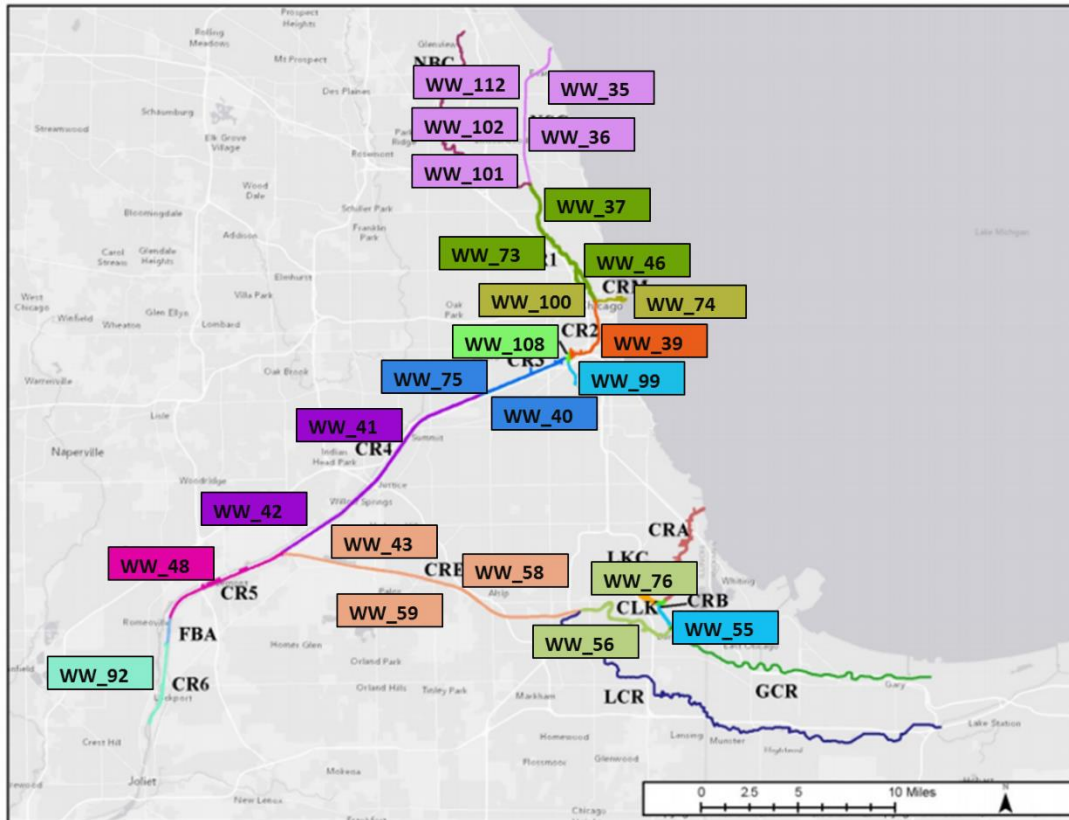 Prospect
Heights
Rolling
Meadows
Glenview
Mt Prospect
NBC
WW_112
WW_35
Des Plaines
Schaumburg
Streamwood
Elk Grove
Village
WW_102
WW_36
Park
Ridge
Rosemont
WW_101
Wood
Dale
WW_37
Bloomingdale
Schiller Park
Franklin
Park
Addison
Carol
Stream
Glendale
Heights
WW_73
WW_46
Lake Michigan
Elmhurst
CRM
West
Chicago
Villa Park
Oak
Park
WW_100
WW_74
Winfield
Glen Ellyn
Wheaton
Lombard
CR2
WW_108
WW_39
CR3
Oak Brook
WW_75
WW_99
Warrenville
Lisle
WW_40
WW_41
Summit
Naperville
Indian
Head Park
CR4
Woodridge
Justice
Willow Springs
WW_42
CRA
WW_43
LKC
WW_48
CRE
WW_58
WW_76
Whiting
CR5
Alsip
CLK
CRB
Romeoville
WW_59
WW_55
FBA
Homer Glen
WW_56
East Chicago
WW_92
Orland Park
CR6
Lockport
Orland Hills
Tinley Park
Markham
LCR
GCR
Gary
Lake Station
Crest Hill
Homewood
Lansing
Munster
Highland
Flossmoor
Glenwood
Joliet
Mokena
New Lenox
Frankfort
Chicago
0 2.5 5 10 Miles
N